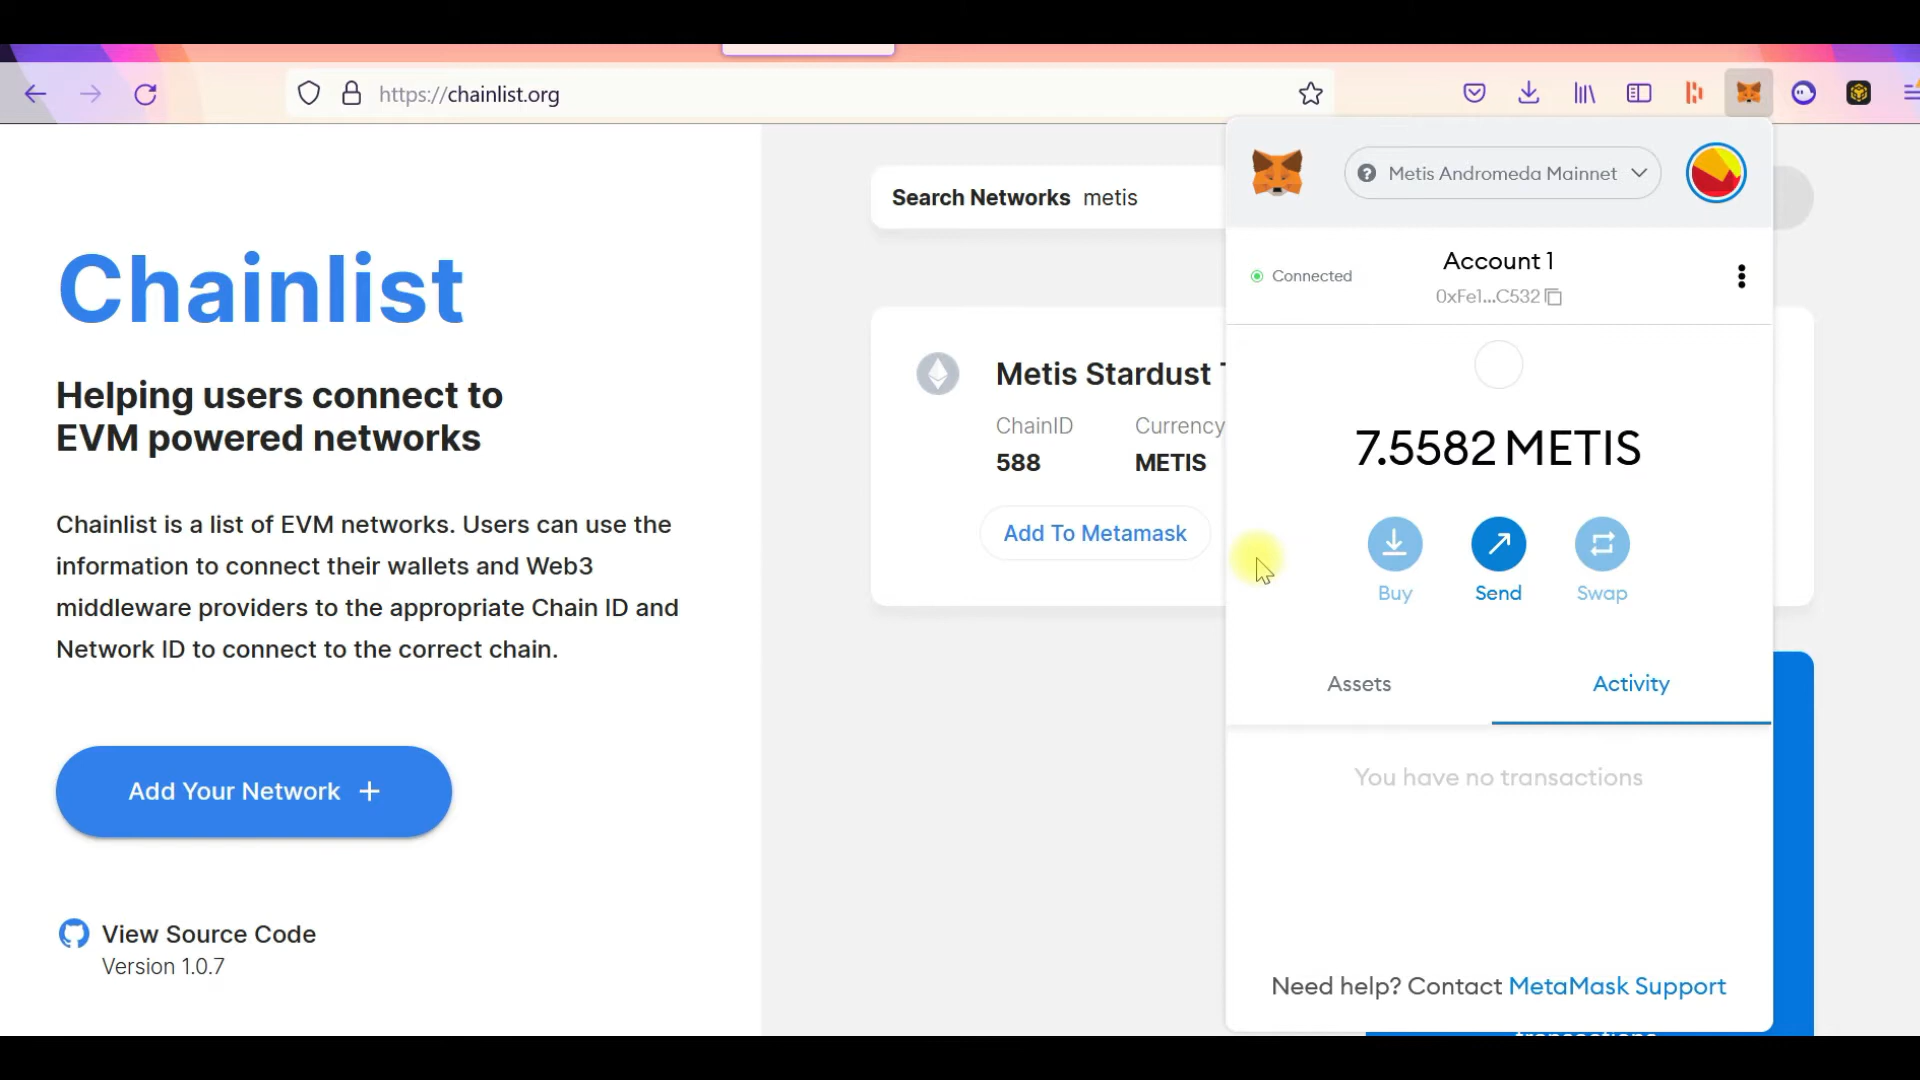 https://chainlist.org
Metis Andromeda Mainnet
Search Networks metis
Chainlist
Helping users connect to
EVM powered networks
Chainlist is a list of EVM networks. Users can use the
information to connect their wallets and Web3
middleware providers to the appropriate Chain ID and
Network ID to connect to the correct chain.
Add Your Network +
View Source Code
Version 1.0.7
Metis Stardust
ChainID Currency
588 METIS
Add To Metamask
Connected
Account 1
0xFe1...C532
7.5582 METIS
Buy Send Swap
Assets Activity
You have no transactions
Need help? Contact MetaMask Support
transactions